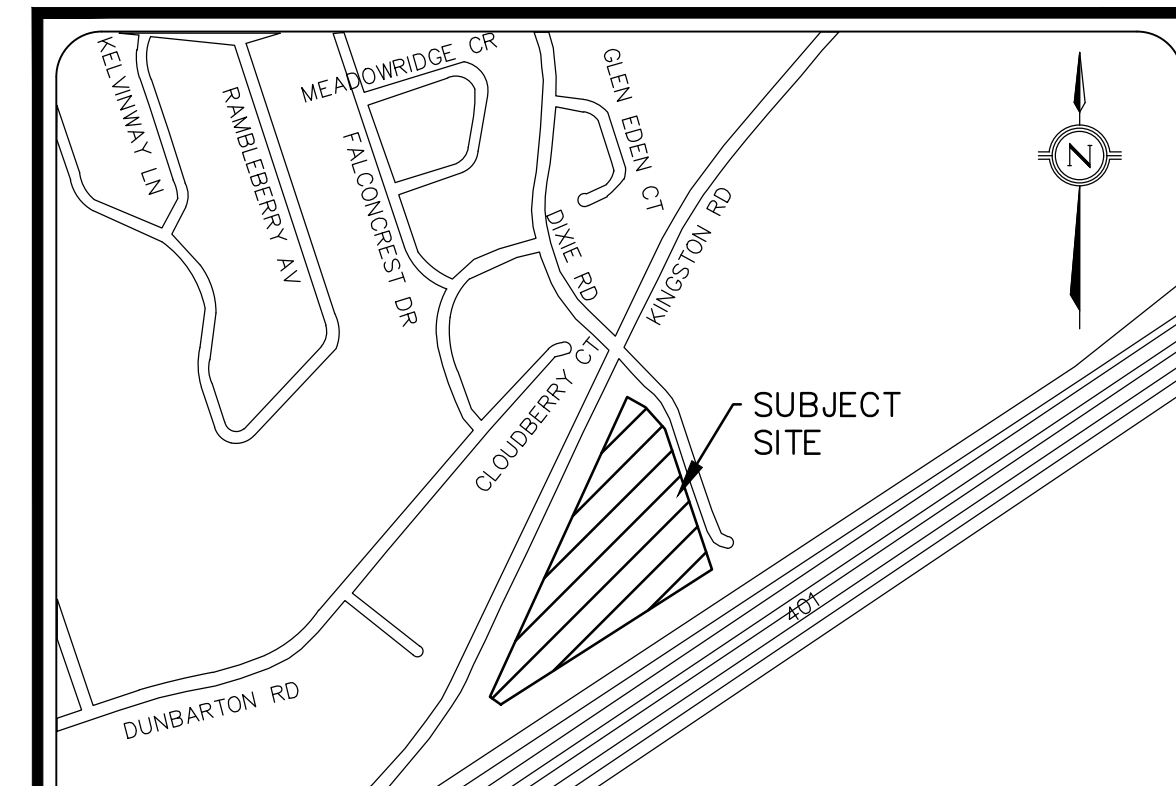 KELVINWAY LN
RAMBLEBERRY AV
MEADOWRIDGE CR
FALCONCREST DR
GLEN EDEN CT
DIXIE RD
KINGSTON RD
N
CLOUDBERRY CT
SUBJECT
SITE
401
DUNBARTON RD